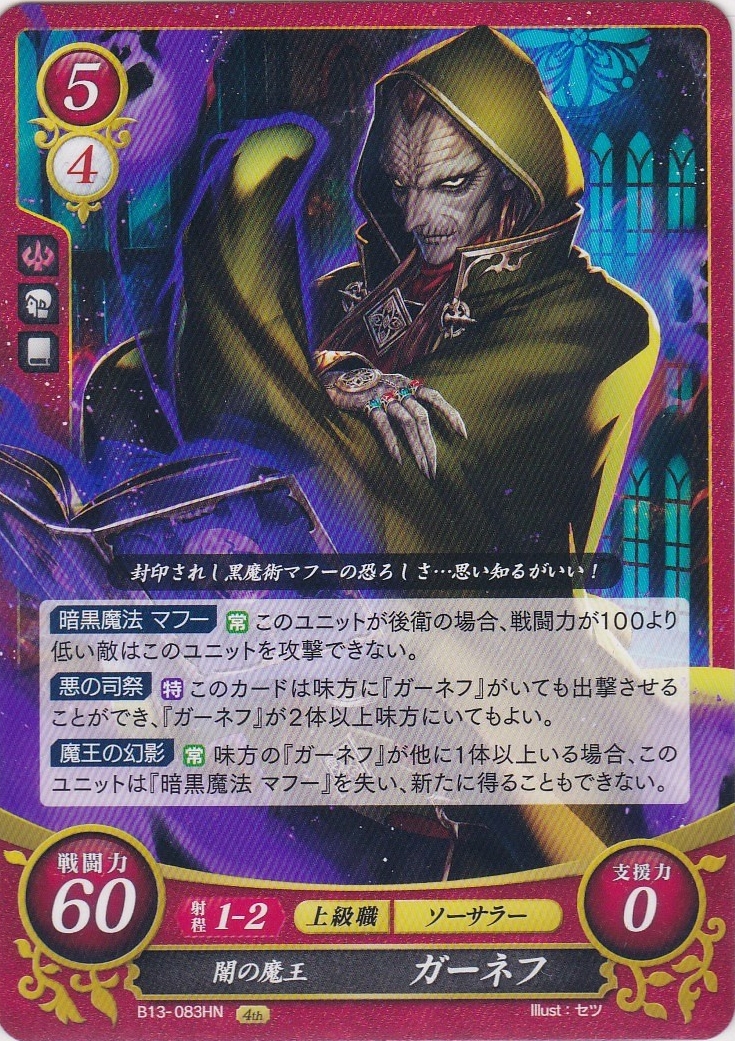 5
4
封印されし黒魔術マフーの恐ろしさ…思い知るがいい!
暗黒魔法 マフー 常 このユニットが後衛の場合、戦闘力が100より
低い敵はこのユニットを攻撃できない。
悪の司祭 特 このカードは味方に『ガーネフ』がいても出撃させる
ことができ、『ガーネフ』が2体以上味方にいてもよい。
魔王の幻影 常 味方の『ガーネフ』が他に1体以上いる場合、この
ユニットは『暗黒魔法 マフー』を失い、新たに得ることもできない。
戦闘力
60
射程 1-2
上級職
ソーサラー
支援力
0
闇の魔王 ガーネフ
B13-083HN 4th
Illust:セツ